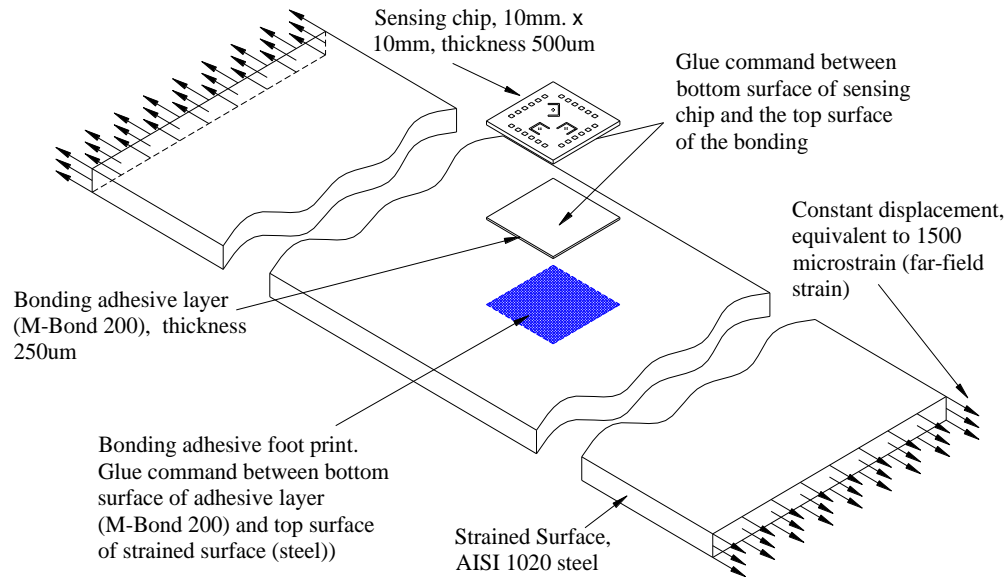 Sensing chip, 10mm. x
10mm, thickness 500um
Glue command between
bottom surface of sensing
chip and the top surface
of the bonding
Constant displacement,
equivalent to 1500
microstrain (far-field
strain)
Bonding adhesive layer
(M-Bond 200),  thickness
250um
Bonding adhesive foot print.
Glue command between bottom
surface of adhesive layer
(M-Bond 200) and top surface
of strained surface (steel))
Strained Surface,
AISI 1020 steel